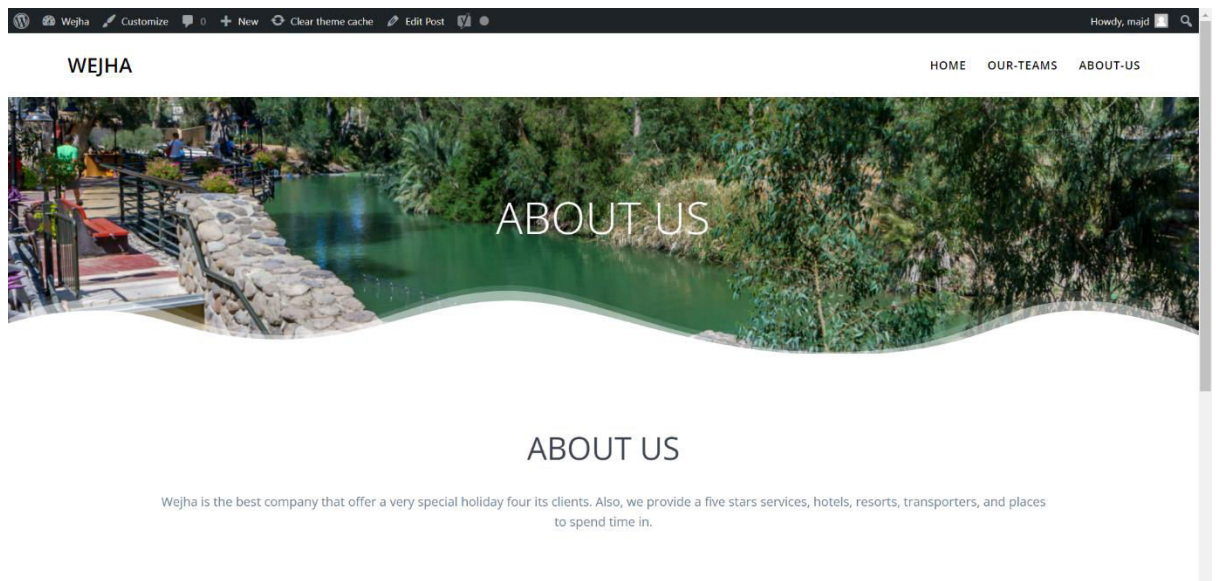 Wejha Customize 0 New Clear theme cache Edit Post Howdy, majd
WEJHA HOME OUR-TEAMS ABOUT-US
ABOUT US
ABOUT US
Wejha is the best company that offer a very special holiday four its clients. Also, we provide a five stars services, hotels, resorts, transporters, and places
to spend time in.